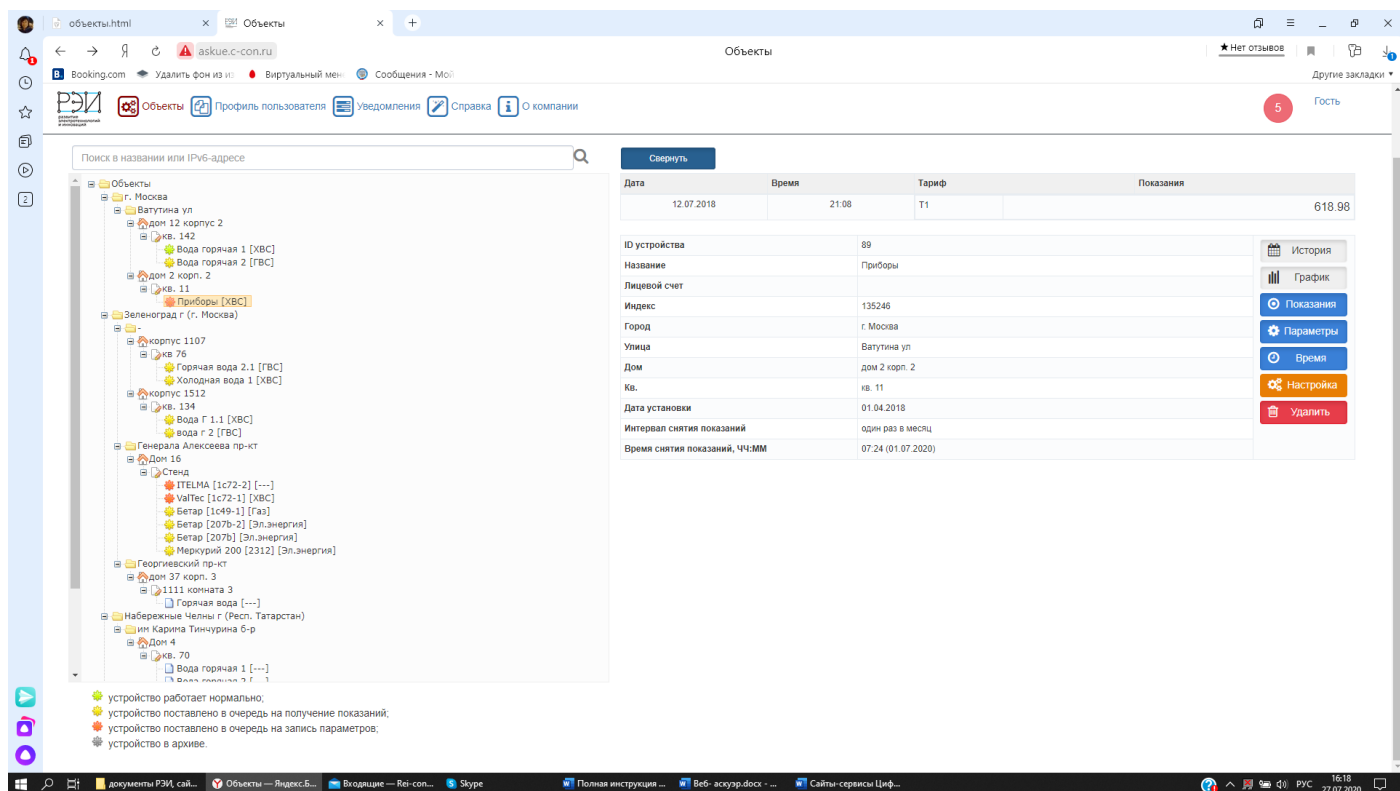 объекты.html
Объекты
askue.c-con.ru
Объекты
★ Нет отзывов
Booking.com
Удалить фон из из
Виртуальный мен
Сообщения - Мой
Другие закладки
РЭИ
развитие
электротехнологий
и инноваций
Объекты
Профиль пользователя
Уведомления
Справка
О компании
5
Гость
Поиск в названии или IPv6-адресе
Свернуть
Дата Время Тариф Показания
12.07.2018 21:08 T1 618.98
Объекты
г. Москва
Ватутина ул
дом 12 корпус 2
кв. 142
Вода горячая 1 [ХВС]
Вода горячая 2 [ГВС]
дом 2 корп. 2
кв. 11
Приборы [ХВС]
Зеленоград г (г. Москва)
-
корпус 1107
кв 76
Горячая вода 2.1 [ГВС]
Холодная вода 1 [ХВС]
корпус 1512
кв. 134
Вода Г 1.1 [ХВС]
вода г 2 [ГВС]
Генерала Алексеева пр-кт
Дом 16
Стенд
ITELMA [1c72-2] [---]
ValTec [1c72-1] [ХВС]
Бетар [1c49-1] [Газ]
Бетар [207b-2] [Эл.энергия]
Бетар [207b] [Эл.энергия]
Меркурий 200 [2312] [Эл.энергия]
Георгиевский пр-кт
дом 37 корп. 3
1111 комната 3
Горячая вода [---]
Набережные Челны г (Респ. Татарстан)
им Карима Тинчурина б-р
Дом 4
кв. 70
Вода горячая 1 [---]
Вода горячая 2 [---]
ID устройства 89
Название Приборы
Лицевой счет
Индекс 135246
Город г. Москва
Улица Ватутина ул
Дом дом 2 корп. 2
Кв. кв. 11
Дата установки 01.04.2018
Интервал снятия показаний один раз в месяц
Время снятия показаний, ЧЧ:ММ 07:24 (01.07.2020)
История
График
Показания
Параметры
Время
Настройка
Удалить
устройство работает нормально;
устройство поставлено в очередь на получение показаний;
устройство поставлено в очередь на запись параметров;
устройство в архиве.
документы РЭИ, сай...
Объекты — Яндекс.Б...
Входящие — Rei-con...
Skype
Полная инструкция ...
Веб- аскуэр.docx - ...
Сайты-сервисы Циф...
РУС
16:18
27.07.2020